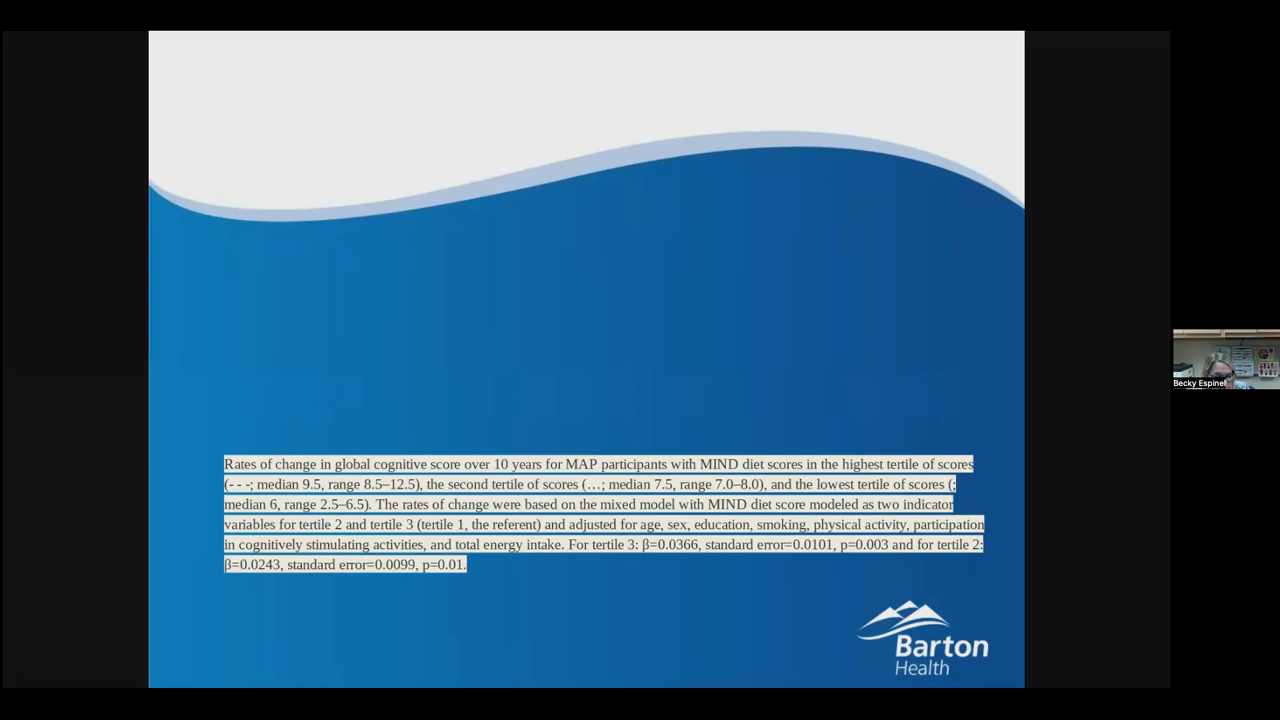 Rates of change in global cognitive score over 10 years for MAP participants with MIND diet scores in the highest tertile of scores
(- - -; median 9.5, range 8.5–12.5), the second tertile of scores (…; median 7.5, range 7.0–8.0), and the lowest tertile of scores (;
median 6, range 2.5–6.5). The rates of change were based on the mixed model with MIND diet score modeled as two indicator
variables for tertile 2 and tertile 3 (tertile 1, the referent) and adjusted for age, sex, education, smoking, physical activity, participation
in cognitively stimulating activities, and total energy intake. For tertile 3: β=0.0366, standard error=0.0101, p=0.003 and for tertile 2:
β=0.0243, standard error=0.0099, p=0.01.
Barton
Health
Becky Espinel